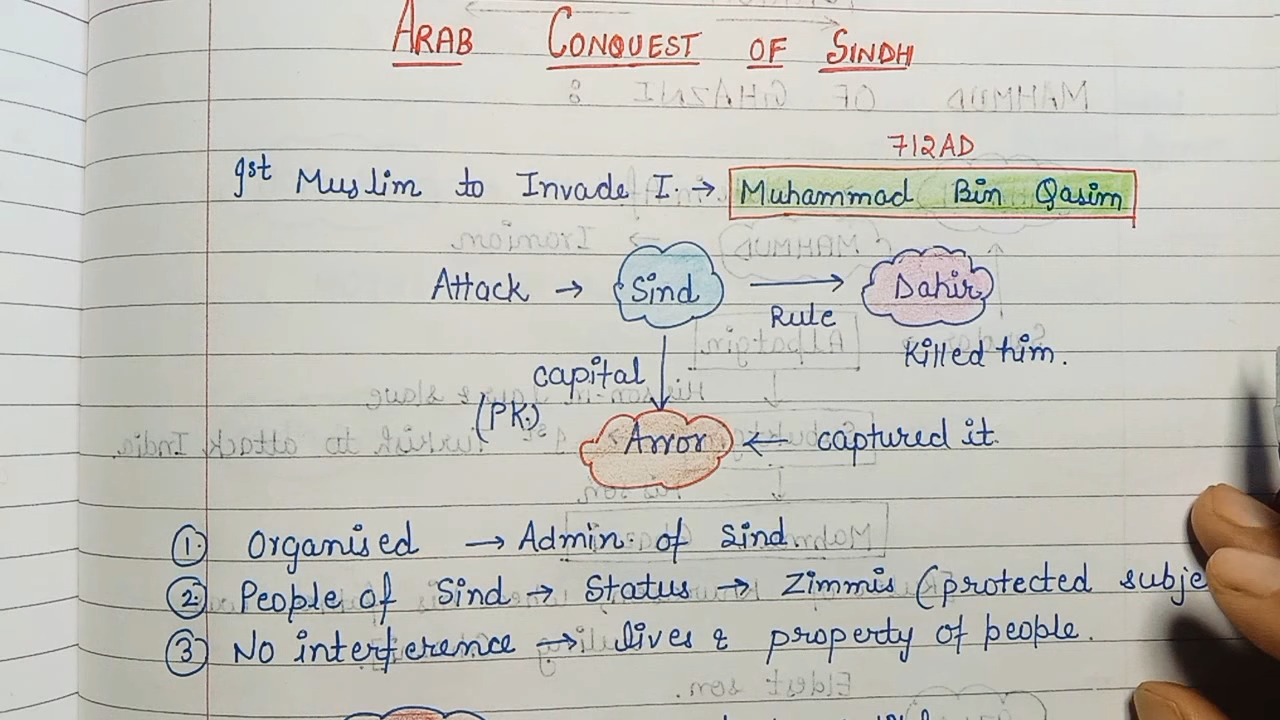 ARAB CONQUEST OF SINDH
712AD
1st Muslim to Invade I. → Muhammad Bin Qasim
Attack → Sind → Dahir
Rule
Killed him.
capital
(PK)
Arror ← captured it.
① Organised → Admin. of Sind.
② People of Sind → Status → Zimmis (protected subje
③ No interference → lives & property of people.